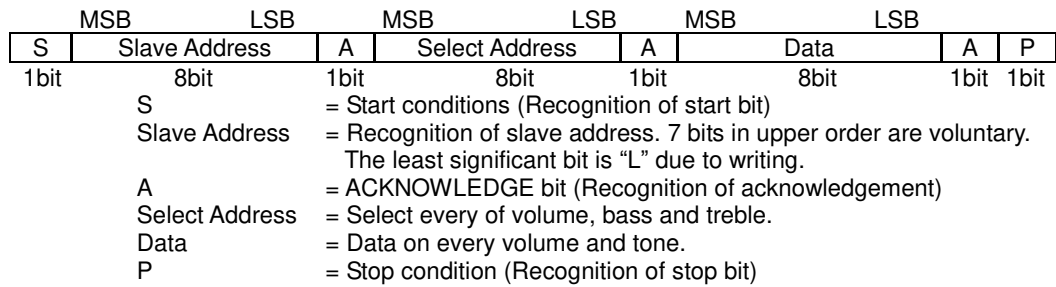 MSB LSB MSB LSB MSB LSB
S Slave Address A Select Address A Data A P
1bit 8bit 1bit 8bit 1bit 8bit 1bit 1bit
S = Start conditions (Recognition of start bit)
Slave Address = Recognition of slave address. 7 bits in upper order are voluntary.
The least significant bit is “L” due to writing.
A = ACKNOWLEDGE bit (Recognition of acknowledgement)
Select Address = Select every of volume, bass and treble.
Data = Data on every volume and tone.
P = Stop condition (Recognition of stop bit)